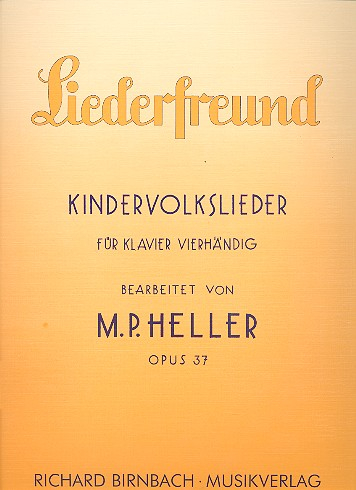 Liederfreund
KINDERVOLKSLIEDER
FÜR KLAVIER VIERHÄNDIG
BEARBEITET VON
M.P. HELLER
OPUS 37
RICHARD BIRNBACH · MUSIKVERLAG